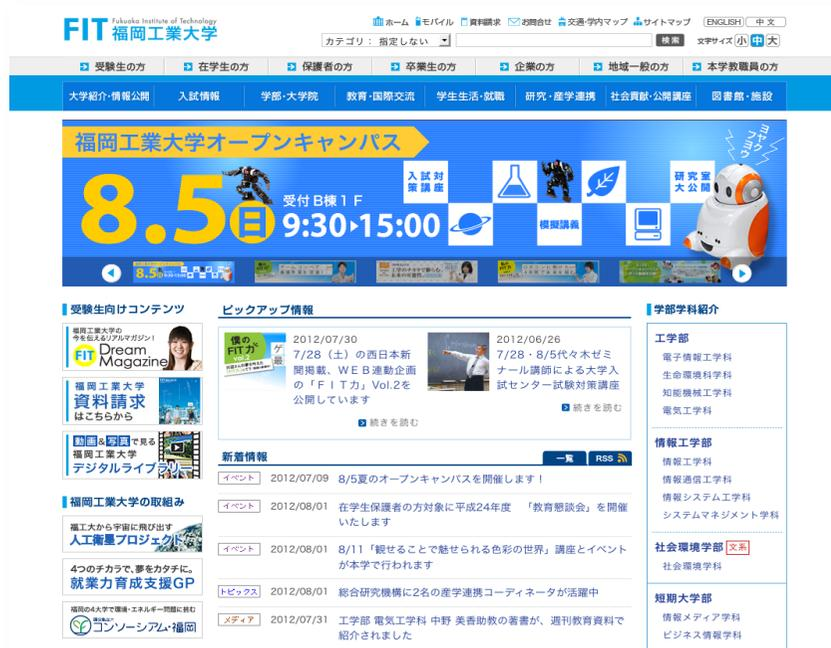 FIT Fukuoka Institute of Technology
福岡工業大学
ホーム モバイル 資料請求 お問合せ 交通・学内マップ サイトマップ ENGLISH 中文
カテゴリ： 指定しない 検索 文字サイズ 小 中 大
受験生の方 在学生の方 保護者の方 卒業生の方 企業の方 地域一般の方 本学教職員の方
大学紹介・情報公開 入試情報 学部・大学院 教育・国際交流 学生生活・就職 研究・産学連携 社会貢献・公開講座 図書館・施設
福岡工業大学オープンキャンパス
ヨヤク
フヨウ
8.5日
受付 B棟1F
9:30▸15:00
入試対
策講座
模擬講義
研究室
大公開
受験生向けコンテンツ
福岡工業大学の
今を伝えるリアルマガジン!
FIT Dream
Magazine
福岡工業大学
資料請求
はこちらから
動画&写真で見る
福岡工業大学
デジタルライブラリー
福岡工業大学の取組み
福工大から宇宙に飛び出す
人工衛星プロジェクト
4つのチカラで、夢をカタチに。
就業力育成支援GP
福岡の4大学で環境・エネルギー問題に挑む
コンソーシアム・福岡
ピックアップ情報
僕の
FIT力
vol.2
2012/07/30
7/28（土）の西日本新
聞掲載、ＷＥＢ連動企画
の「ＦＩＴ力」Vol.2を
公開しています
続きを読む
2012/06/26
7/28・8/5代々木ゼミ
ナール講師による大学入
試センター試験対策講座
続きを読む
新着情報 一覧 RSS
イベント 2012/07/09 8/5夏のオープンキャンパスを開催します！
イベント 2012/08/01 在学生保護者の方対象に平成24年度 「教育懇談会」を開催
いたします
イベント 2012/08/01 8/11「観せることで魅せられる色彩の世界」講座とイベント
が本学で行われます
トピックス 2012/08/01 総合研究機構に2名の産学連携コーディネータが活躍中
メディア 2012/07/31 工学部 電気工学科 中野 美香助教の著書が、週刊教育資料で
紹介されました
学部学科紹介
工学部
電子情報工学科
生命環境科学科
知能機械工学科
電気工学科
情報工学部
情報工学科
情報通信工学科
情報システム工学科
システムマネジメント学科
社会環境学部 文系
社会環境学科
短期大学部
情報メディア学科
ビジネス情報学科